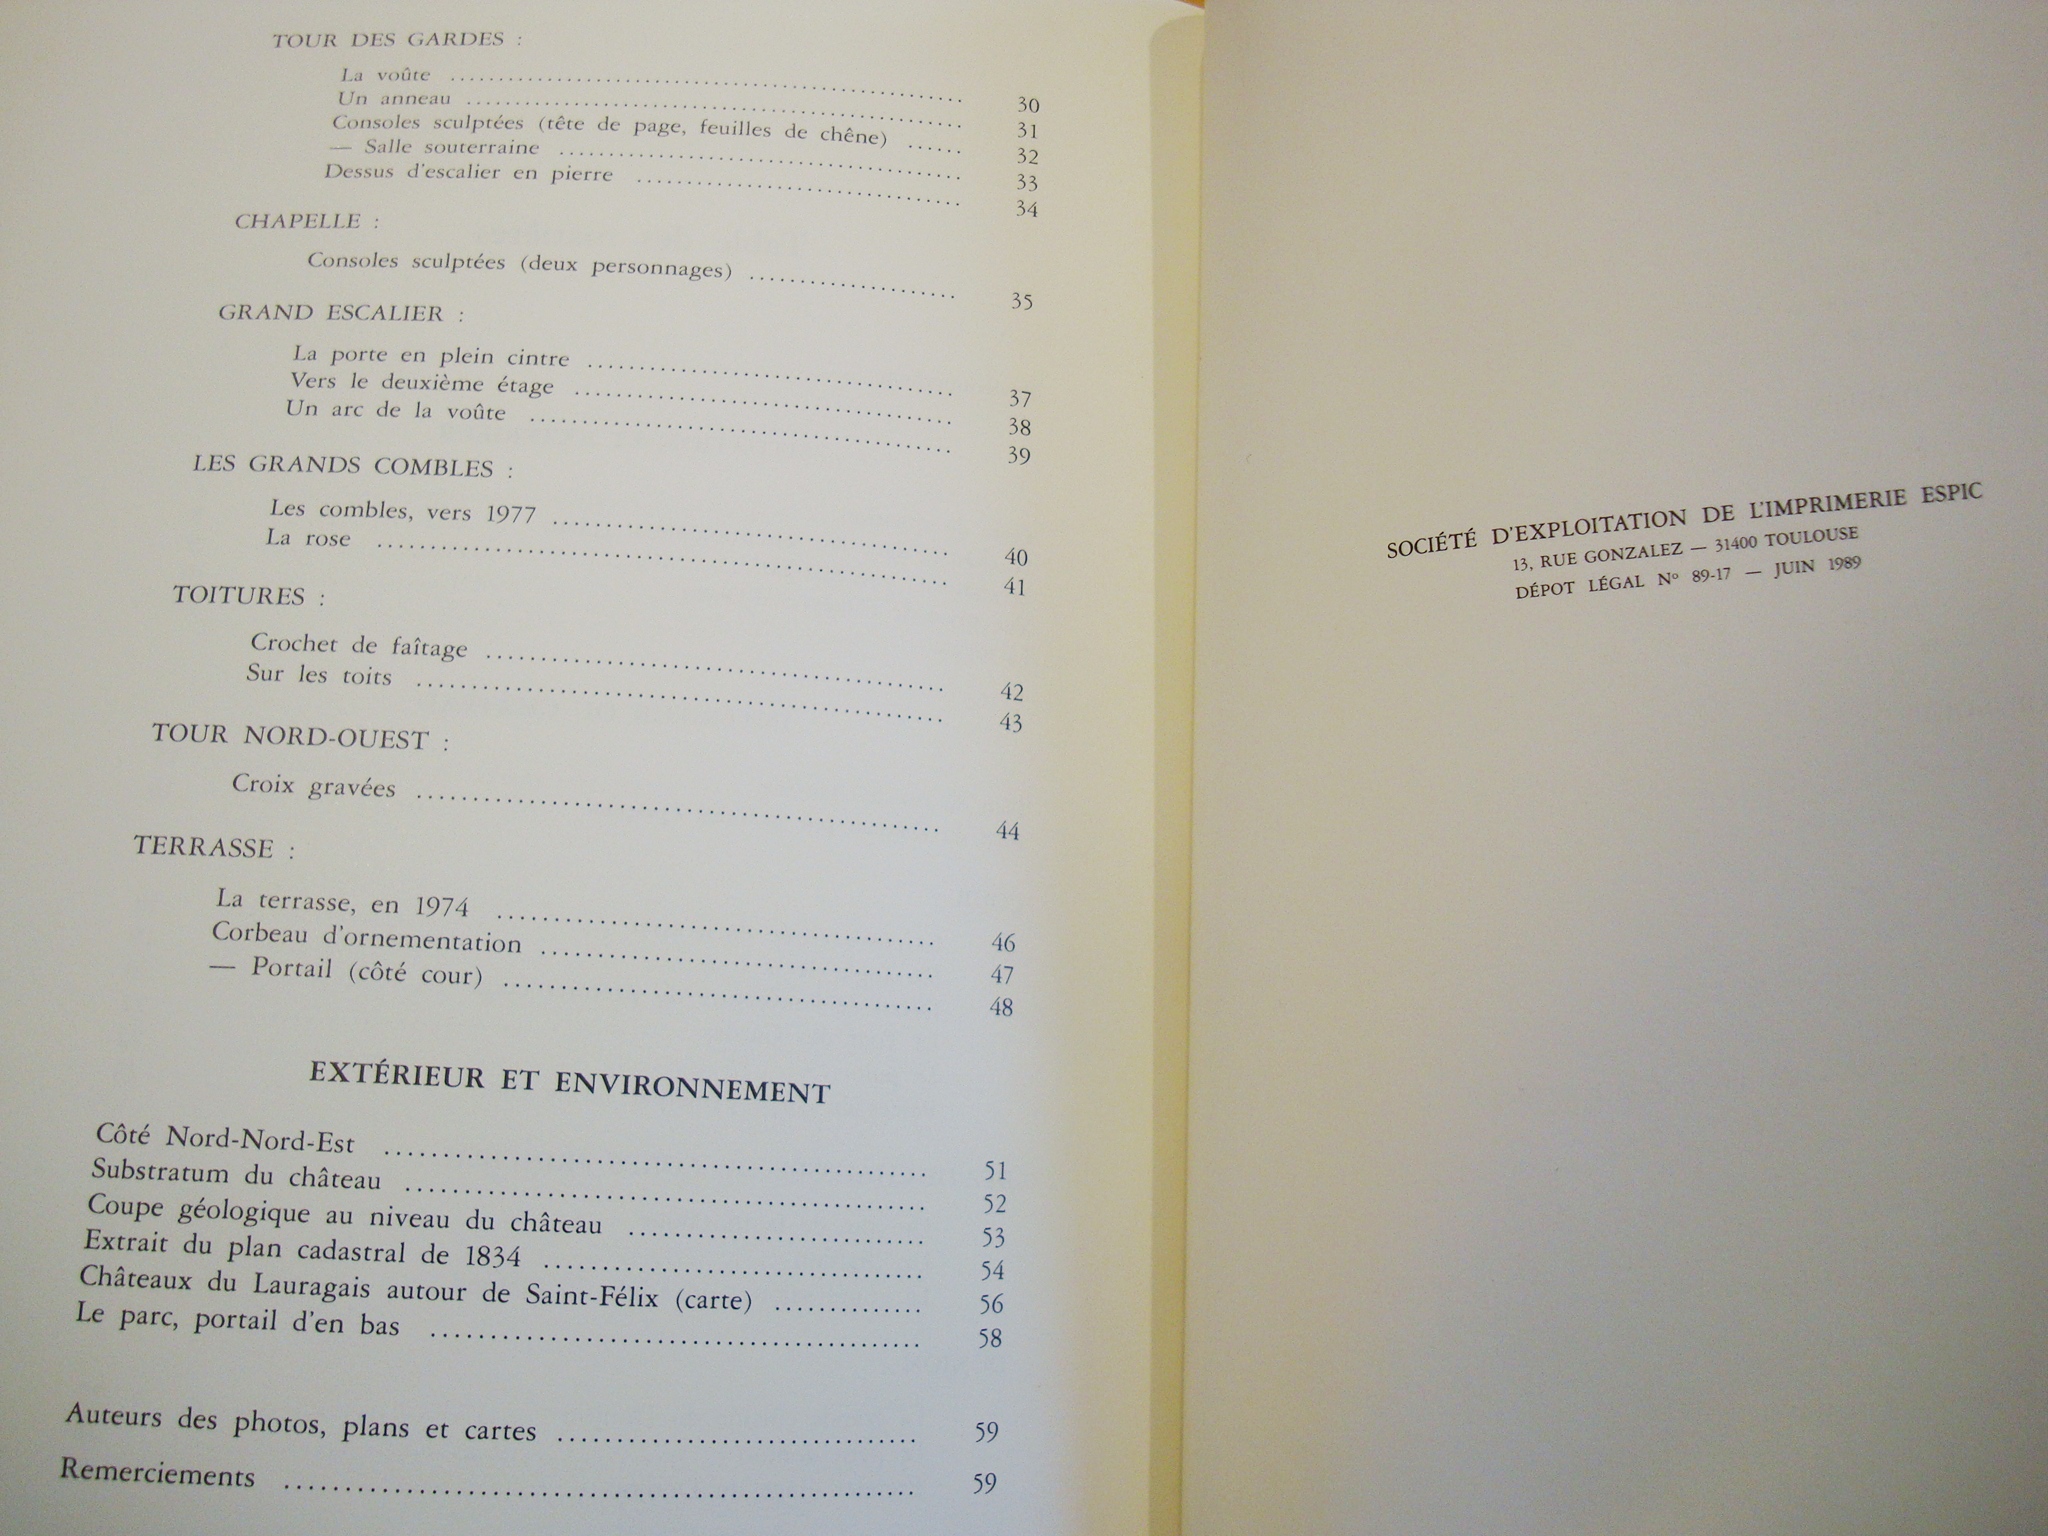 TOUR DES GARDES :
La voûte ........ 30
Un anneau ........ 31
Consoles sculptées (tête de page, feuilles de chêne) ...... 32
— Salle souterraine ........ 33
Dessus d'escalier en pierre ........ 34
CHAPELLE :
Consoles sculptées (deux personnages) ........ 35
GRAND ESCALIER :
La porte en plein cintre ........ 37
Vers le deuxième étage ........ 38
Un arc de la voûte ........ 39
LES GRANDS COMBLES :
Les combles, vers 1977 ........ 40
La rose ........ 41
TOITURES :
Crochet de faîtage ........ 42
Sur les toits ........ 43
TOUR NORD-OUEST :
Croix gravées ........ 44
TERRASSE :
La terrasse, en 1974 ........ 46
Corbeau d'ornementation ........ 47
— Portail (côté cour) ........ 48
EXTÉRIEUR ET ENVIRONNEMENT
Côté Nord-Nord-Est ........ 51
Substratum du château ........ 52
Coupe géologique au niveau du château ........ 53
Extrait du plan cadastral de 1834 ........ 54
Châteaux du Lauragais autour de Saint-Félix (carte) ........ 56
Le parc, portail d'en bas ........ 58
Auteurs des photos, plans et cartes ........ 59
Remerciements ........ 59
SOCIÉTÉ D'EXPLOITATION DE L'IMPRIMERIE ESPIC
13, RUE GONZALEZ — 31400 TOULOUSE
DÉPOT LÉGAL Nº 89-17 — JUIN 1989